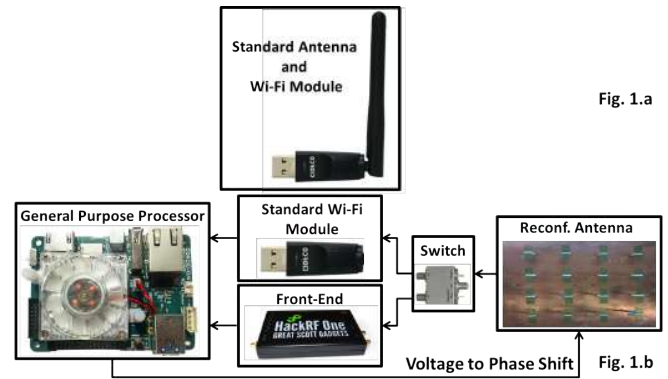 Standard Antenna
and
Wi-Fi Module
Fig. 1.a
General Purpose Processor
Standard Wi-Fi
Module
Switch
Reconf. Antenna
Front-End
HackRF One
GREAT SCOTT GADGETS
Voltage to Phase Shift
Fig. 1.b